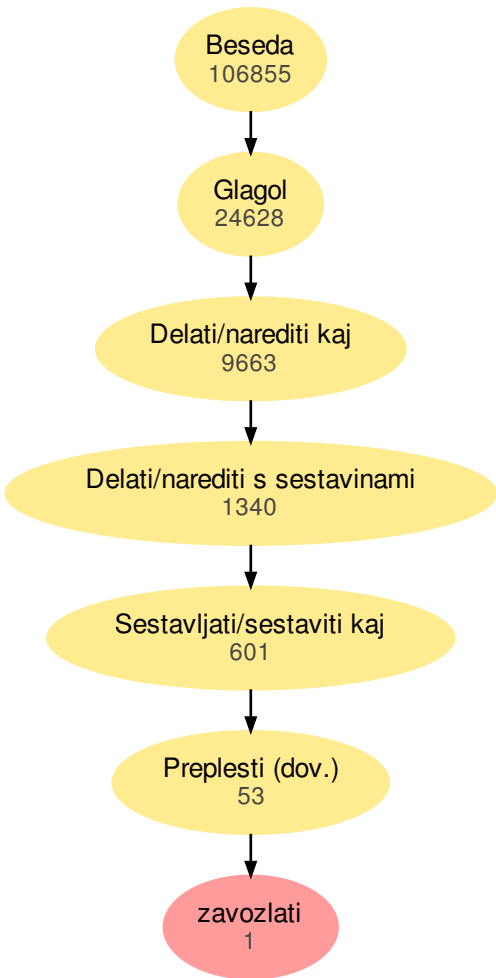 Beseda
106855
Glagol
24628
Delati/narediti kaj
9663
Delati/narediti s sestavinami
1340
Sestavljati/sestaviti kaj
601
Preplesti (dov.)
53
zavozlati
1